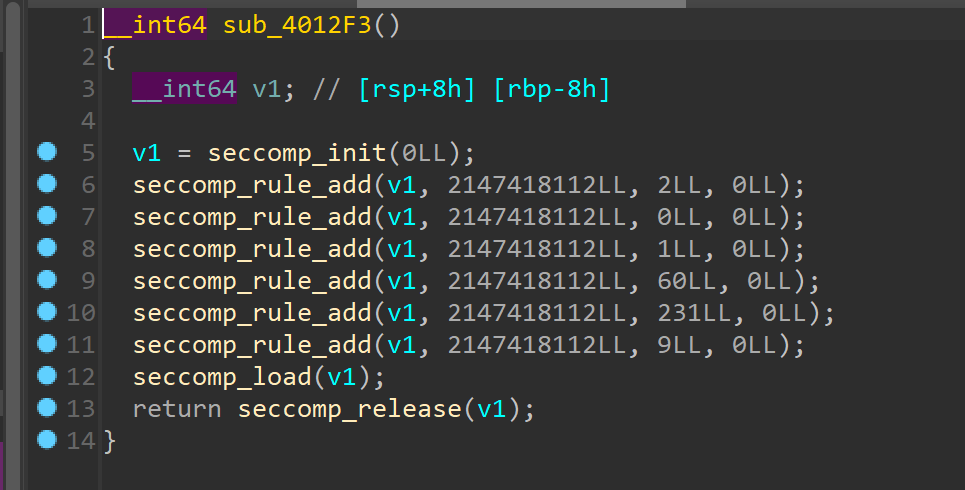 1 __int64 sub_4012F3()
2 {
3 __int64 v1; // [rsp+8h] [rbp-8h]
4
5 v1 = seccomp_init(0LL);
6 seccomp_rule_add(v1, 2147418112LL, 2LL, 0LL);
7 seccomp_rule_add(v1, 2147418112LL, 0LL, 0LL);
8 seccomp_rule_add(v1, 2147418112LL, 1LL, 0LL);
9 seccomp_rule_add(v1, 2147418112LL, 60LL, 0LL);
10 seccomp_rule_add(v1, 2147418112LL, 231LL, 0LL);
11 seccomp_rule_add(v1, 2147418112LL, 9LL, 0LL);
12 seccomp_load(v1);
13 return seccomp_release(v1);
14 }